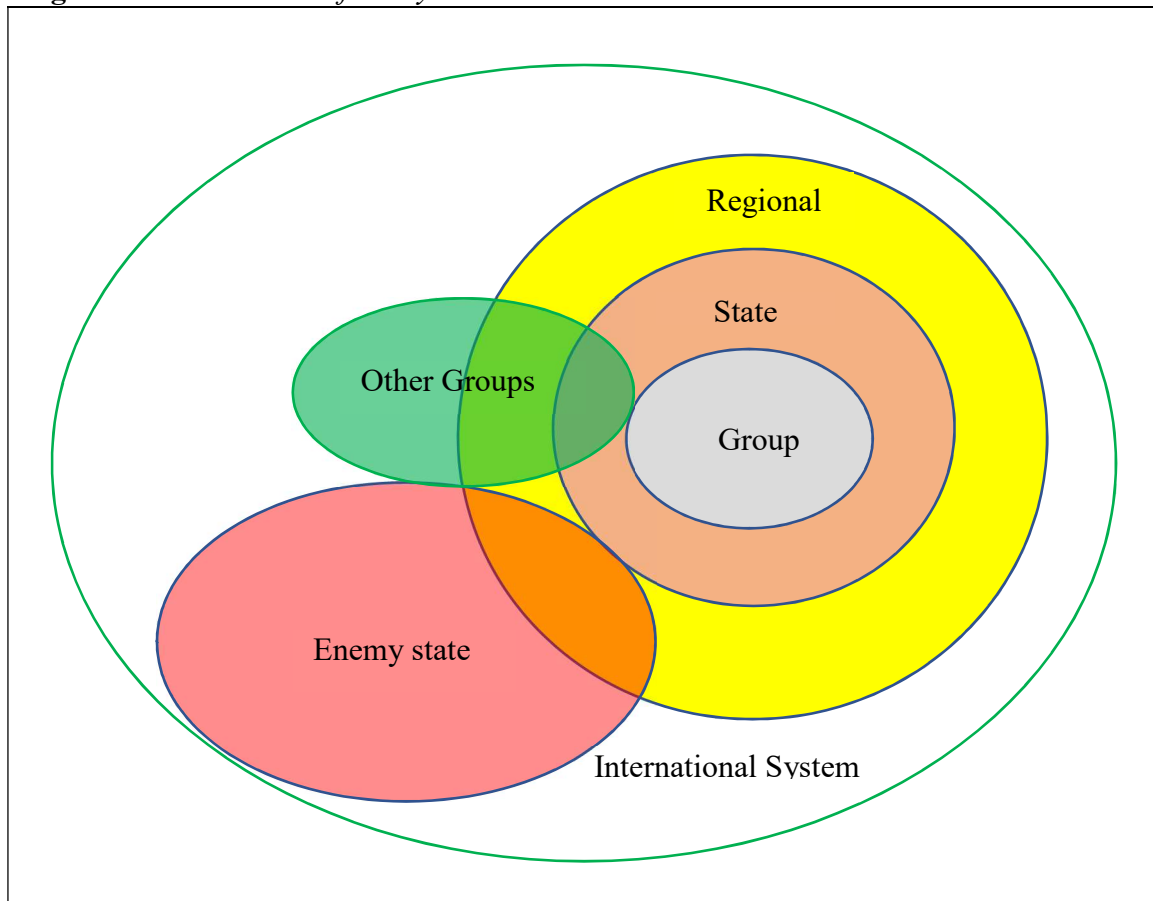 Regional
State
Other Groups
Group
Enemy state
International System